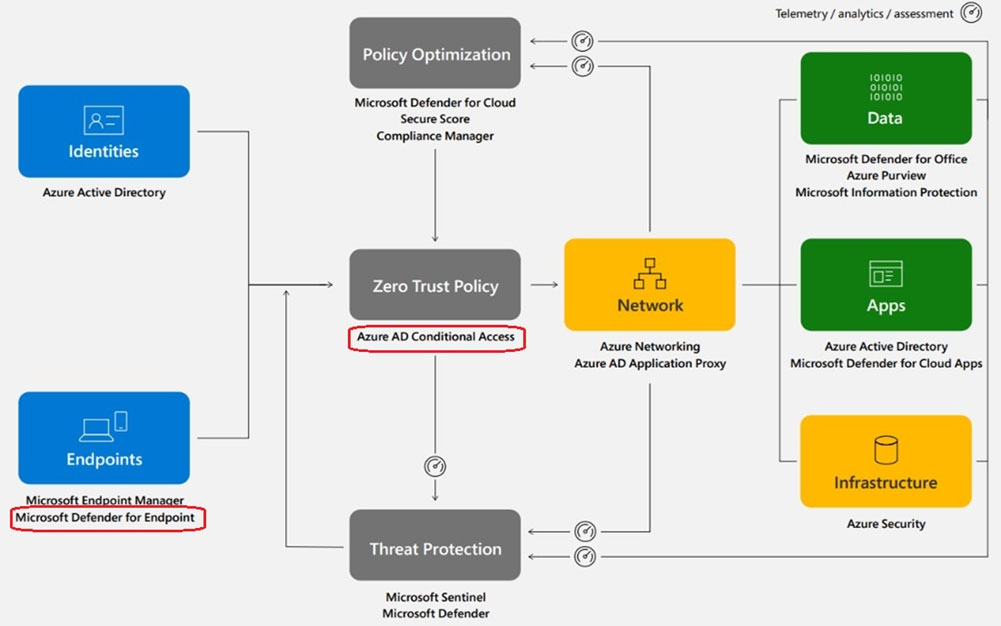 Telemetry / analytics / assessment
Policy Optimization
Microsoft Defender for Cloud
Secure Score
Compliance Manager
Identities
Azure Active Directory
Data
Microsoft Defender for Office
Azure Purview
Microsoft Information Protection
Zero Trust Policy
Azure AD Conditional Access
Network
Azure Networking
Azure AD Application Proxy
Apps
Azure Active Directory
Microsoft Defender for Cloud Apps
Endpoints
Microsoft Endpoint Manager
Microsoft Defender for Endpoint
Infrastructure
Azure Security
Threat Protection
Microsoft Sentinel
Microsoft Defender
101010
010101
101010